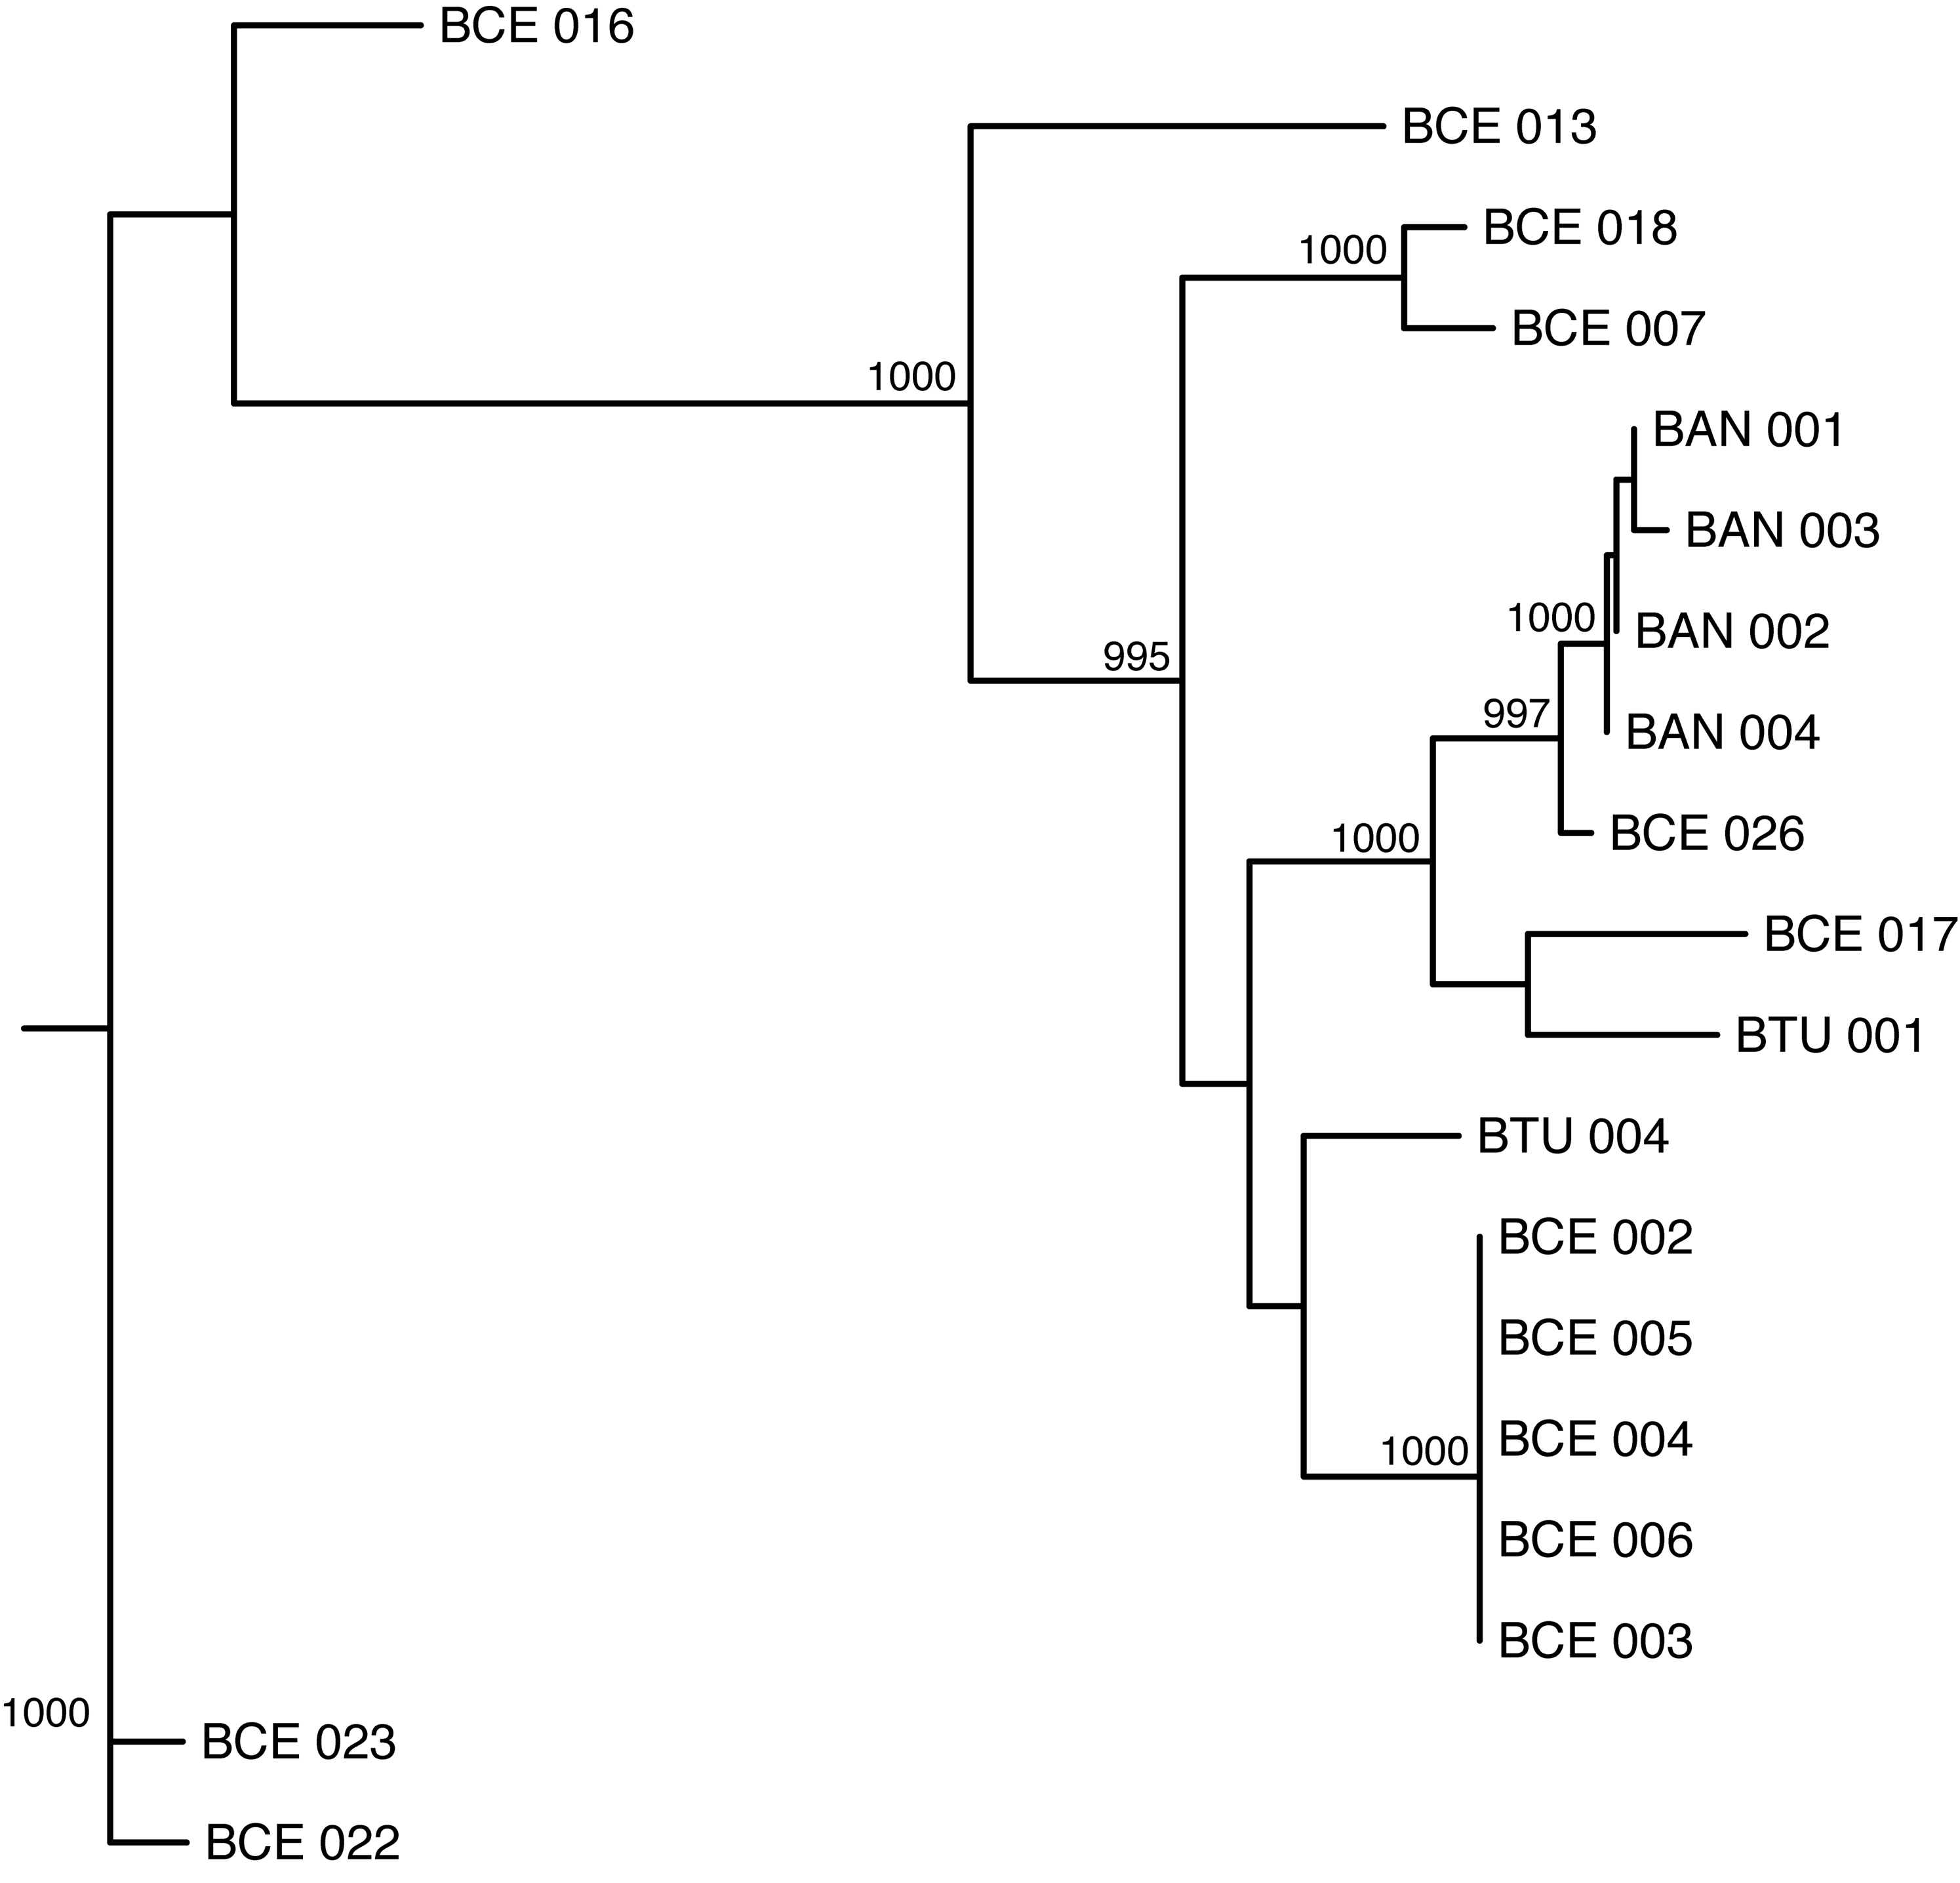 BCE 016
BCE 013
BCE 018
1000
BCE 007
1000
BAN 001
BAN 003
1000
BAN 002
995
997
BAN 004
1000
BCE 026
BCE 017
BTU 001
BTU 004
BCE 002
BCE 005
BCE 004
1000
BCE 006
BCE 003
1000
BCE 023
BCE 022